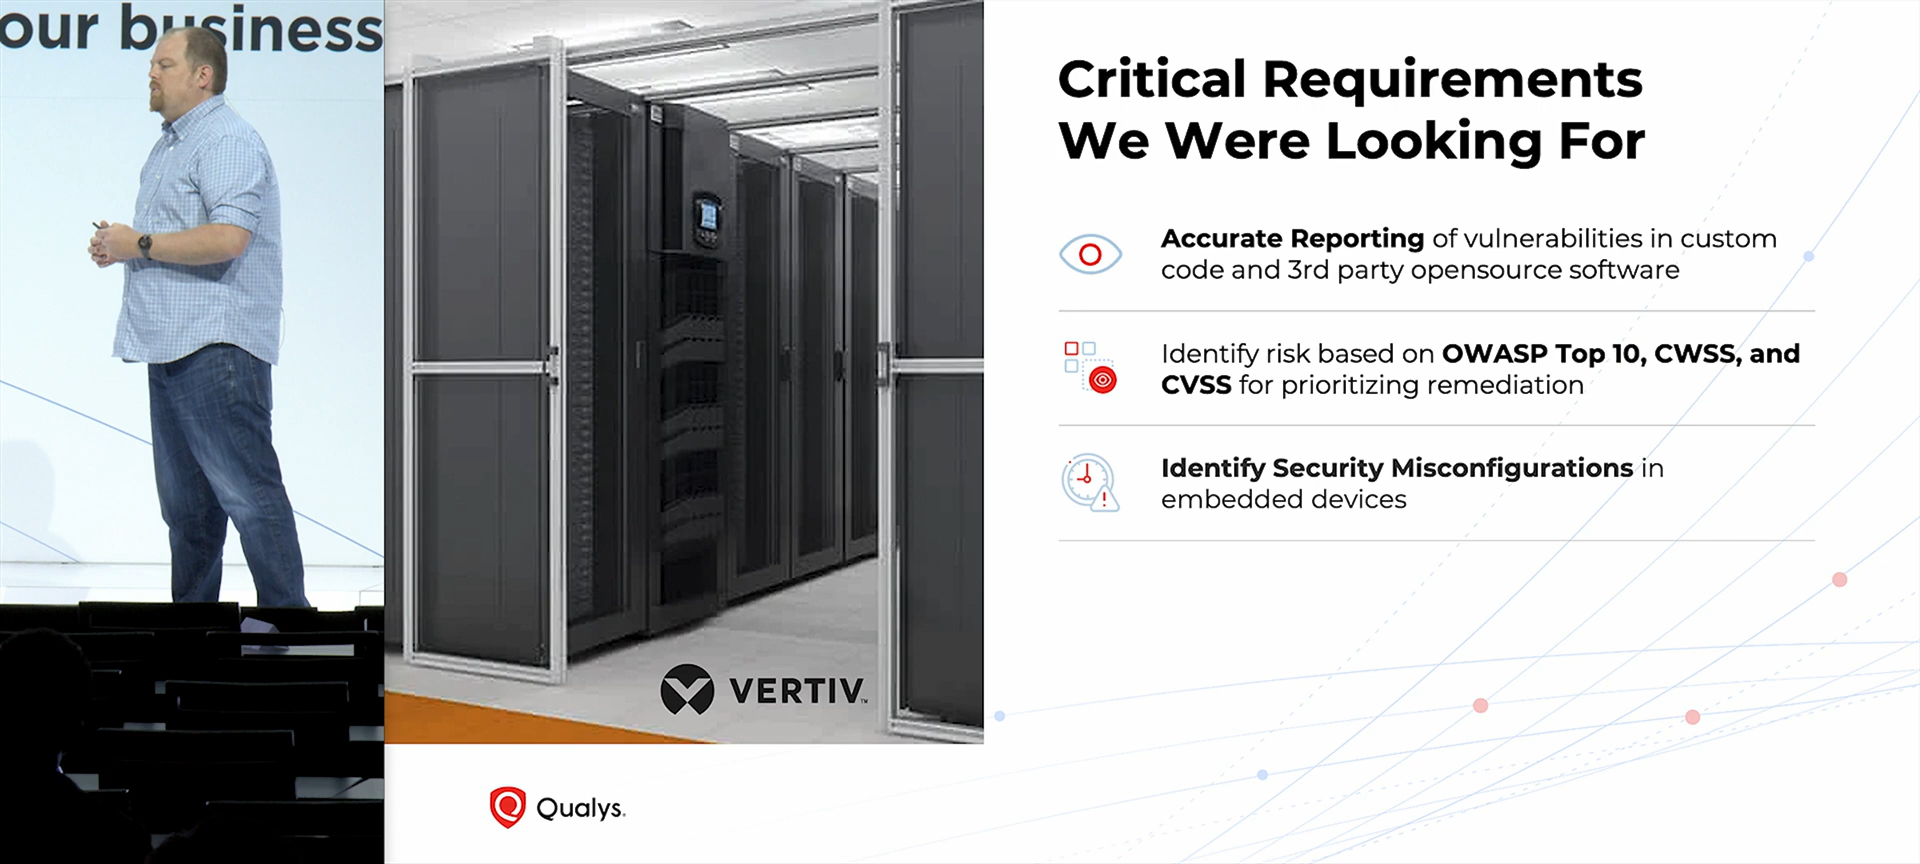 our business
Critical Requirements
We Were Looking For
Accurate Reporting of vulnerabilities in custom
code and 3rd party opensource software
Identify risk based on OWASP Top 10, CWSS, and
CVSS for prioritizing remediation
Identify Security Misconfigurations in
embedded devices
VERTIV™
Qualys.